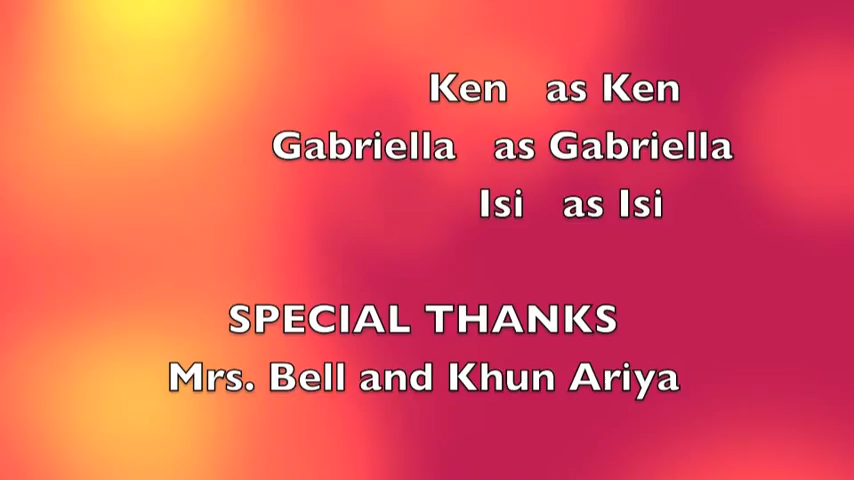 Ken as Ken
Gabriella as Gabriella
Isi as Isi
SPECIAL THANKS
Mrs. Bell and Khun Ariya